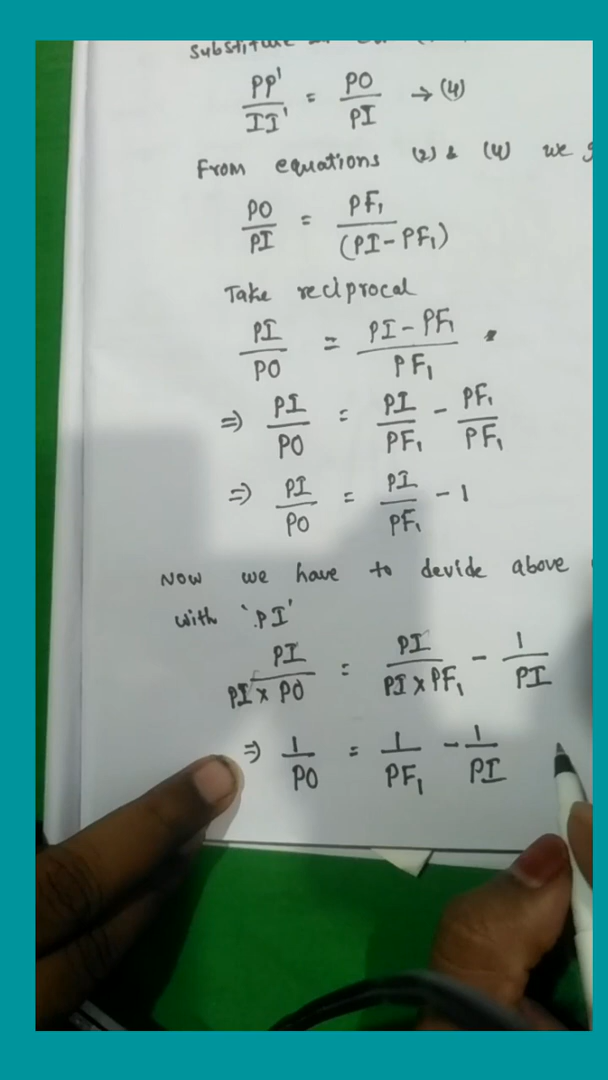 Substitute
PP' / II' = PO / PI → (4)
From equations (2) & (4) we
PO / PI = PF₁ / (PI - PF₁)
Take reciprocal
PI / PO = PI - PF₁ / PF₁
⇒ PI / PO = PI / PF₁ - PF₁ / PF₁
⇒ PI / PO = PI / PF₁ - 1
Now we have to devide above
with 'PI'
PI / PI × PO = PI / PI × PF₁ - 1 / PI
⇒ 1 / PO = 1 / PF₁ - 1 / PI